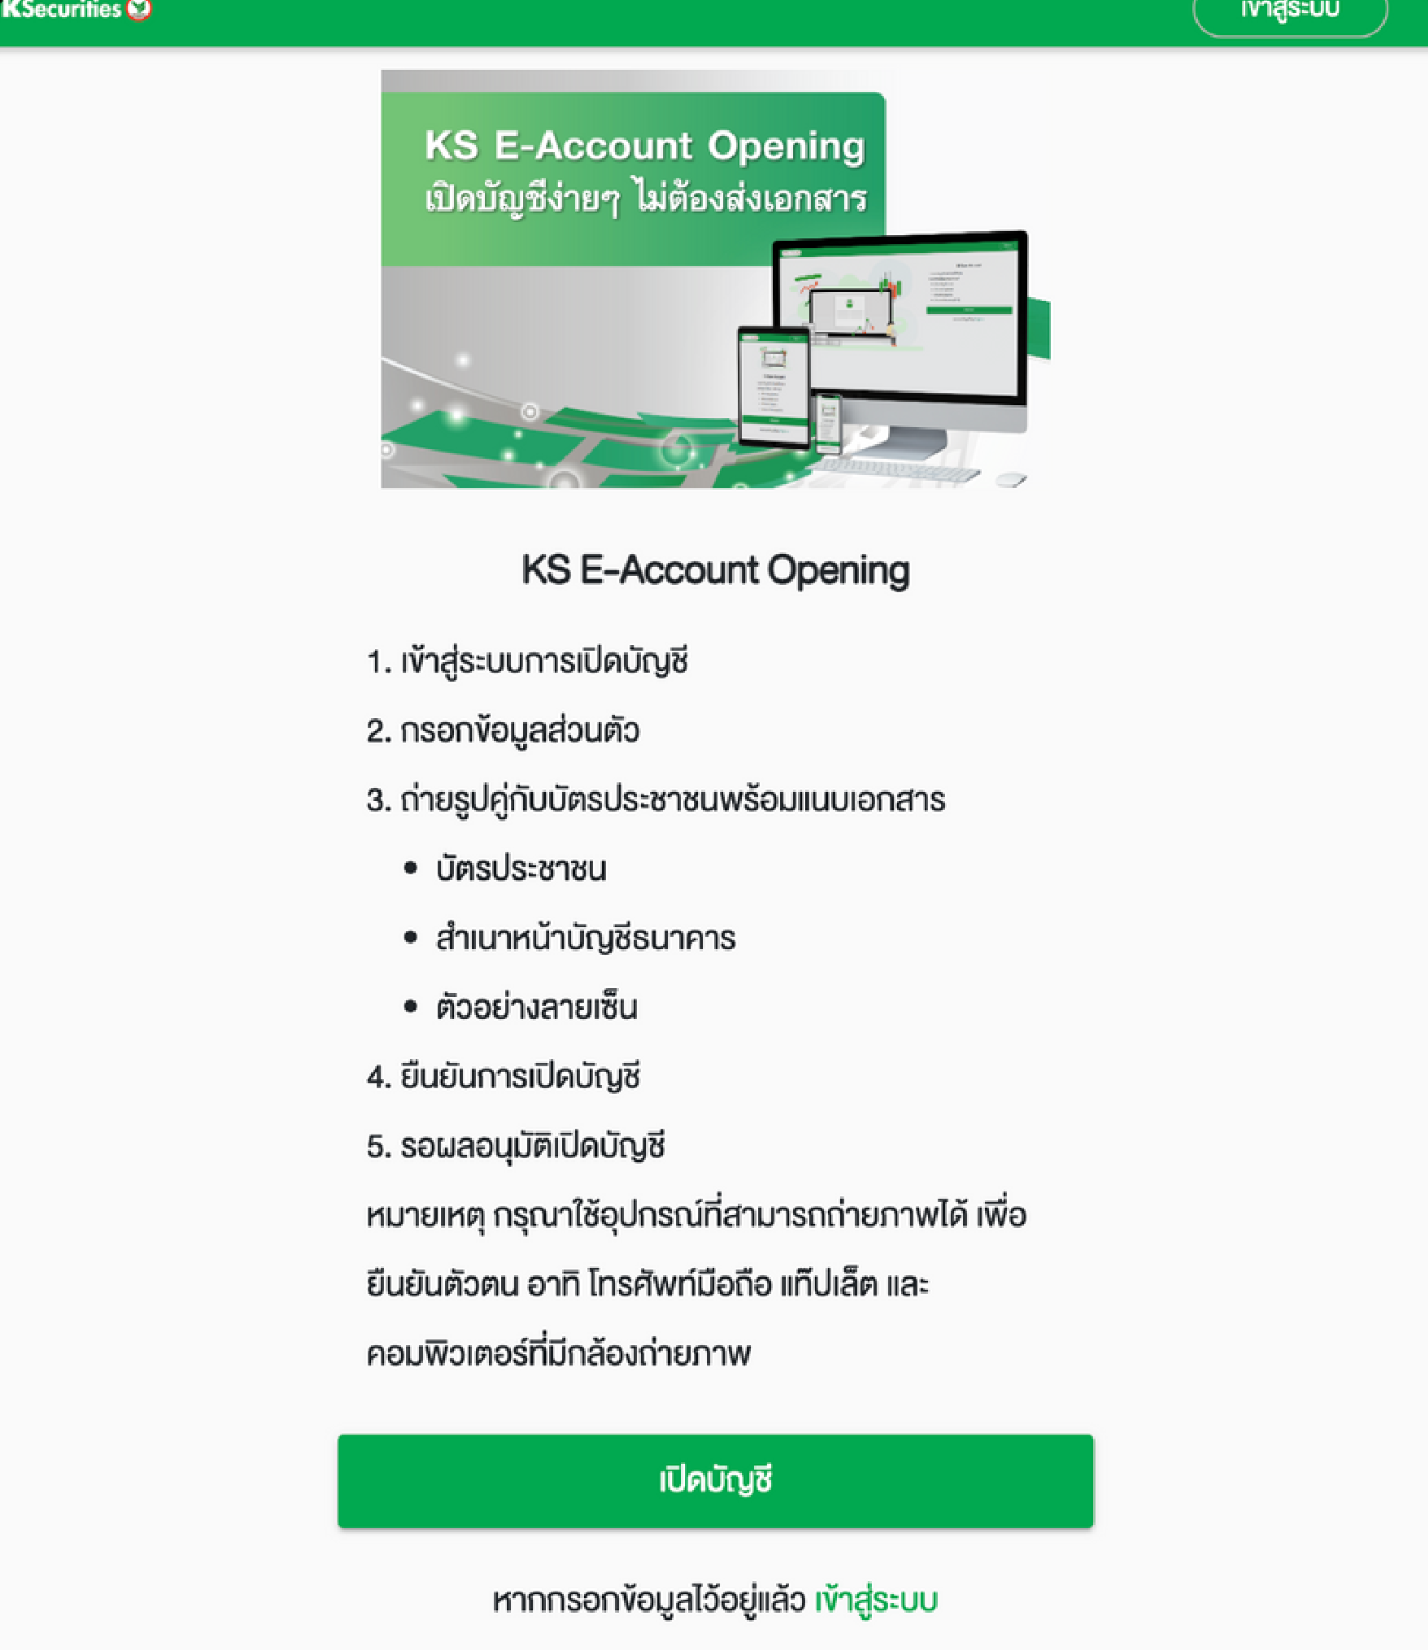 KSecurities
เข้าสู่ระบบ
KS E-Account Opening
เปิดบัญชีง่ายๆ ไม่ต้องส่งเอกสาร
KS E-Account Opening
1. เข้าสู่ระบบการเปิดบัญชี
2. กรอกข้อมูลส่วนตัว
3. ถ่ายรูปคู่กับบัตรประชาชนพร้อมแนบเอกสาร
• บัตรประชาชน
• สำเนาหน้าบัญชีธนาคาร
• ตัวอย่างลายเซ็น
4. ยืนยันการเปิดบัญชี
5. รอผลอนุมัติเปิดบัญชี
หมายเหตุ กรุณาใช้อุปกรณ์ที่สามารถถ่ายภาพได้ เพื่อ
ยืนยันตัวตน อาทิ โทรศัพท์มือถือ แท๊ปเล็ต และ
คอมพิวเตอร์ที่มีกล้องถ่ายภาพ
เปิดบัญชี
หากกรอกข้อมูลไว้อยู่แล้ว เข้าสู่ระบบ